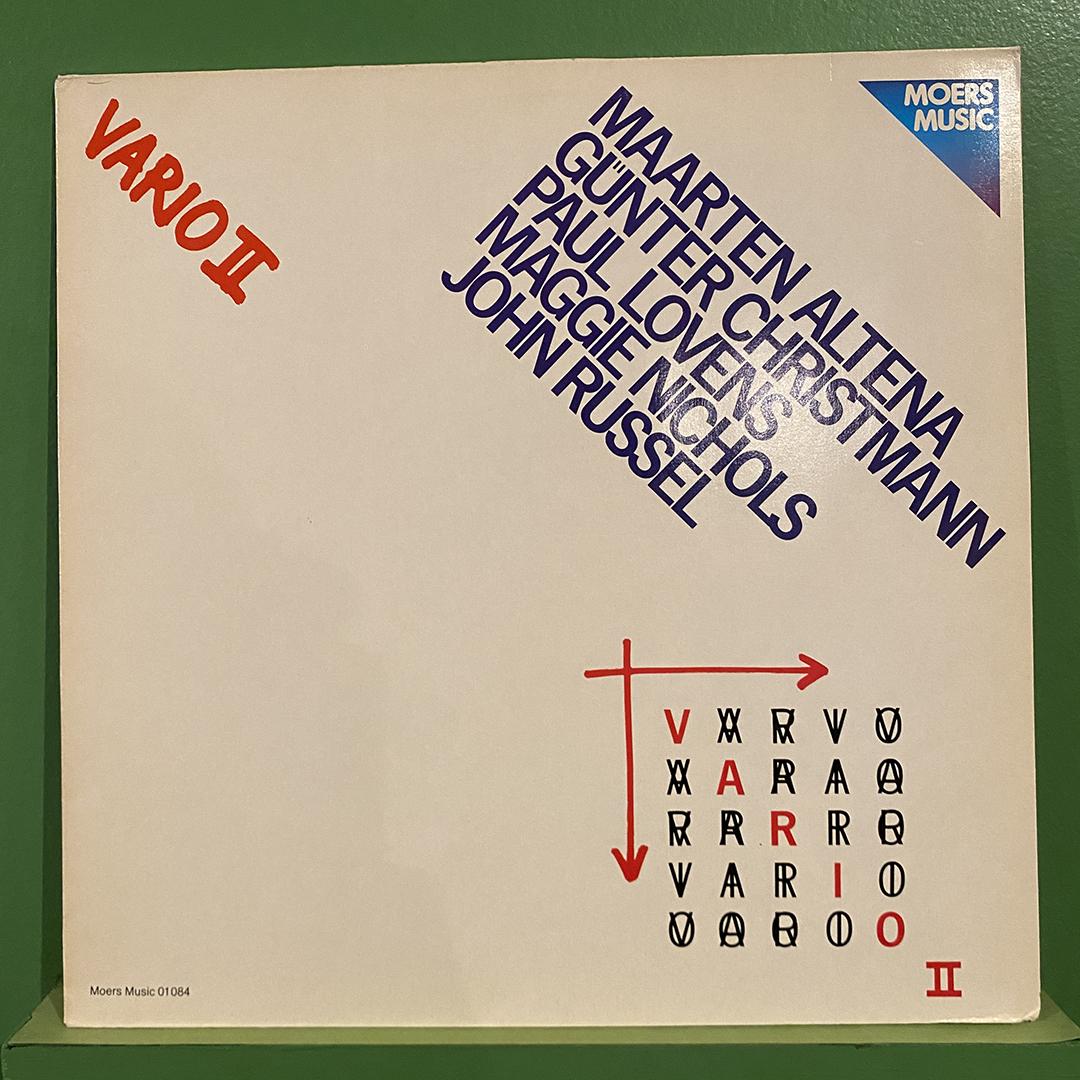 VARIO II
MOERS
MUSIC
MAARTEN ALTENA
GÜNTER CHRISTMANN
PAUL LOVENS
MAGGIE NICHOLS
JOHN RUSSEL
V
A
R
I
O
II
Moers Music 01084